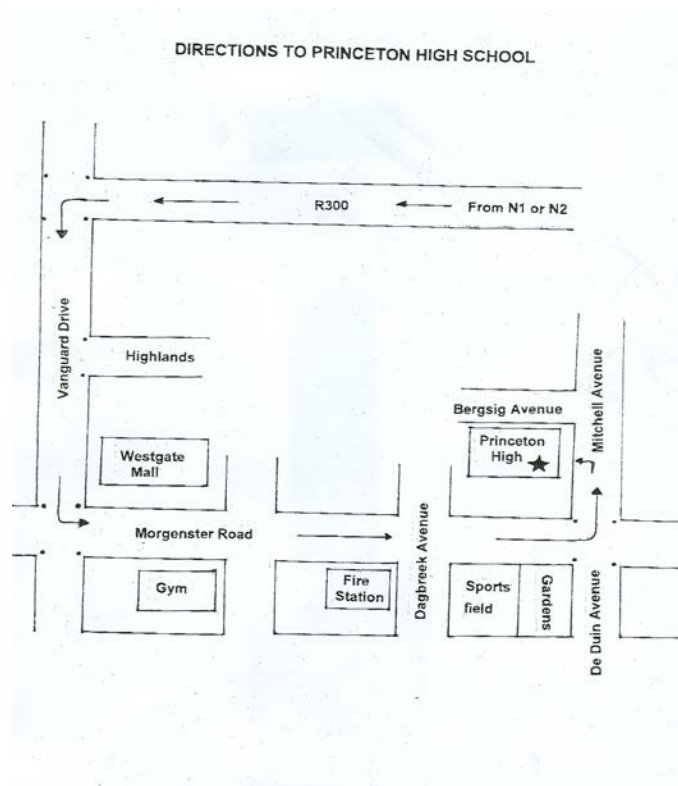 DIRECTIONS TO PRINCETON HIGH SCHOOL
R300
From N1 or N2
Vanguard Drive
Highlands
Mitchell Avenue
Bergsig Avenue
Westgate
Mall
Princeton
High
Morgenster Road
Dagbreek Avenue
Gym
Fire
Station
Sports
field
Gardens
De Duin Avenue